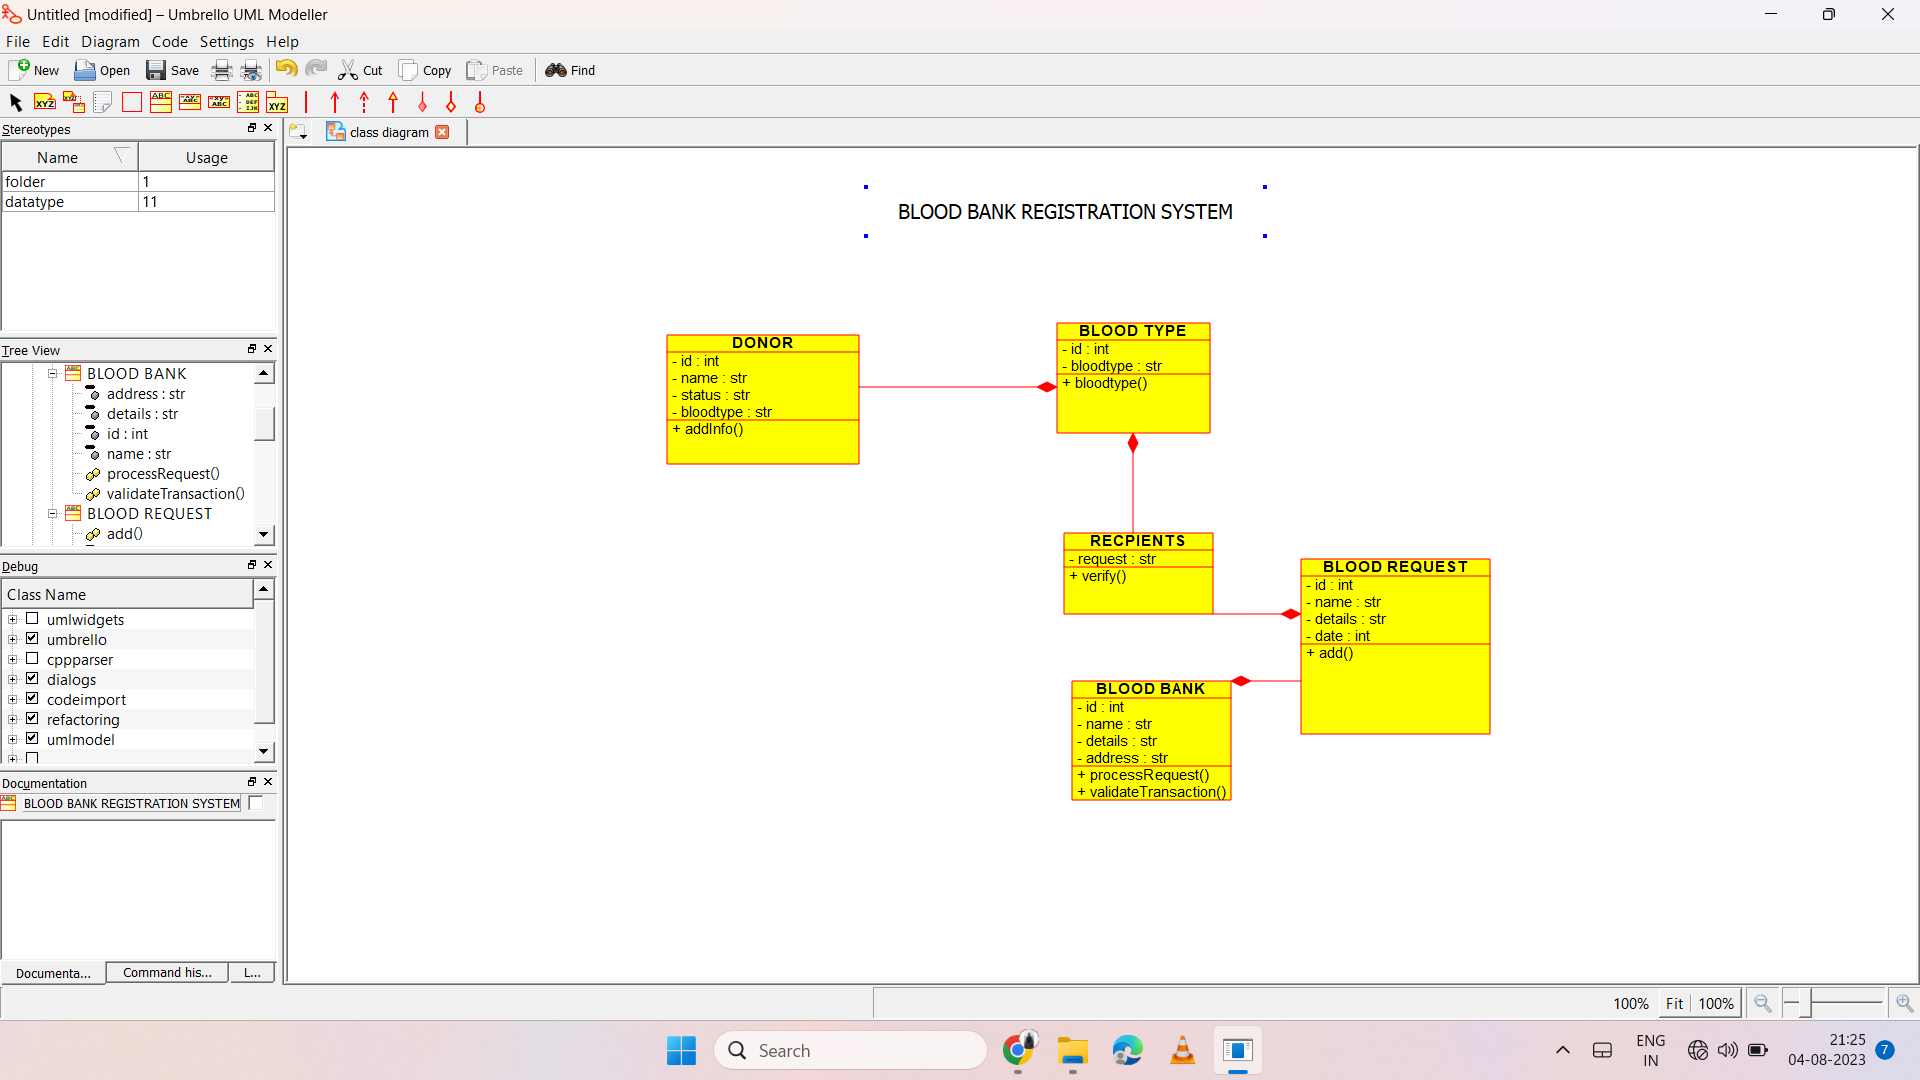 Untitled [modified] – Umbrello UML Modeller
File Edit Diagram Code Settings Help
New Open Save Cut Copy Paste Find
Stereotypes
class diagram
Name Usage
folder 1
datatype 11
BLOOD BANK REGISTRATION SYSTEM
DONOR
- id : int
- name : str
- status : str
- bloodtype : str
+ addInfo()
BLOOD TYPE
- id : int
- bloodtype : str
+ bloodtype()
RECPIENTS
- request : str
+ verify()
BLOOD REQUEST
- id : int
- name : str
- details : str
- date : int
+ add()
BLOOD BANK
- id : int
- name : str
- details : str
- address : str
+ processRequest()
+ validateTransaction()
Tree View
BLOOD BANK
address : str
details : str
id : int
name : str
processRequest()
validateTransaction()
BLOOD REQUEST
add()
Debug
Class Name
umlwidgets
umbrello
cppparser
dialogs
codeimport
refactoring
umlmodel
Documentation
BLOOD BANK REGISTRATION SYSTEM
Documenta... Command his... L...
100% Fit 100%
Search
ENG
IN
21:25
04-08-2023
7